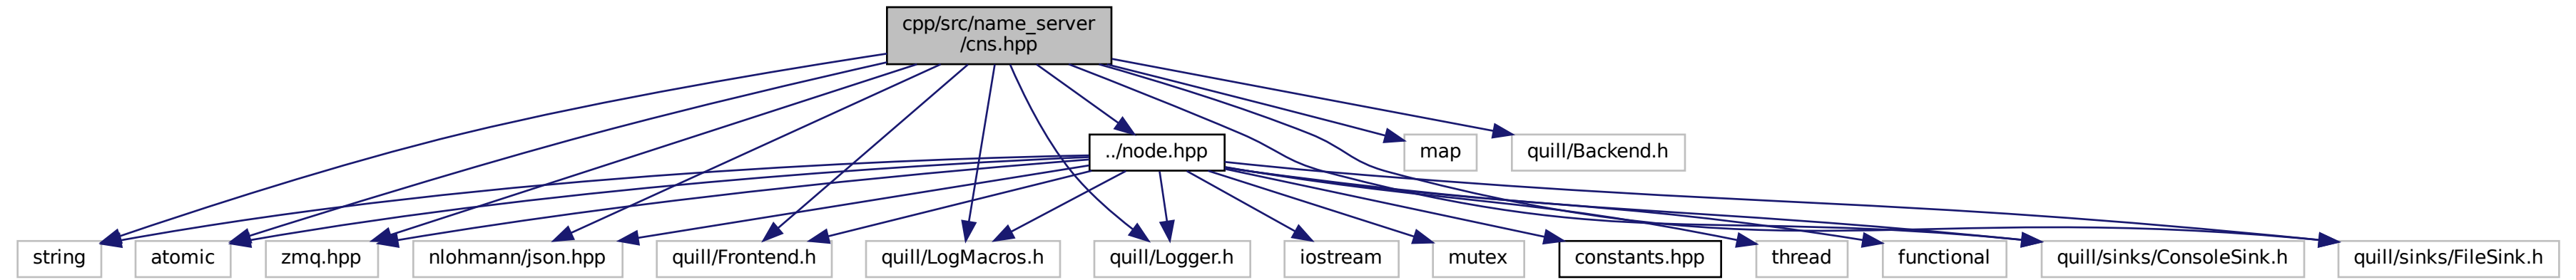 cpp/src/name_server
/cns.hpp
../node.hpp
map
quill/Backend.h
string
atomic
zmq.hpp
nlohmann/json.hpp
quill/Frontend.h
quill/LogMacros.h
quill/Logger.h
iostream
mutex
constants.hpp
thread
functional
quill/sinks/ConsoleSink.h
quill/sinks/FileSink.h